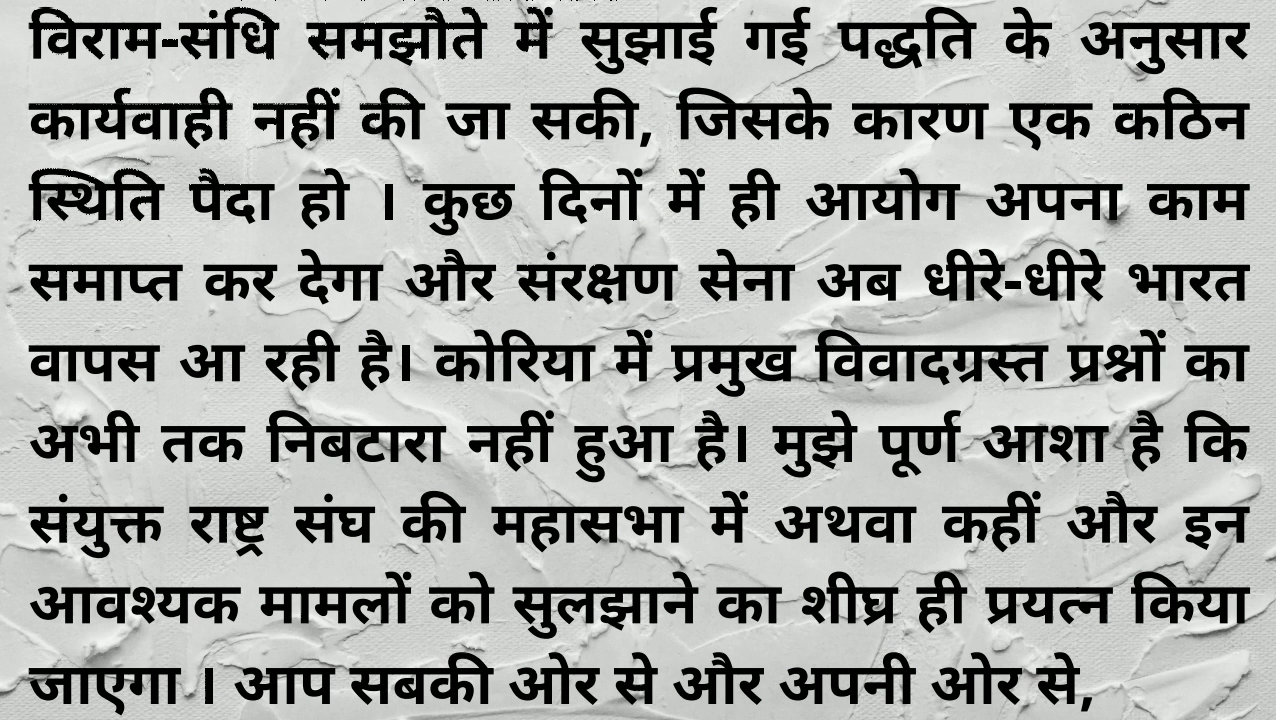 विराम-संधि समझौते में सुझाई गई पद्धति के अनुसार
कार्यवाही नहीं की जा सकी, जिसके कारण एक कठिन
स्थिति पैदा हो । कुछ दिनों में ही आयोग अपना काम
समाप्त कर देगा और संरक्षण सेना अब धीरे-धीरे भारत
वापस आ रही है। कोरिया में प्रमुख विवादग्रस्त प्रश्नों का
अभी तक निबटारा नहीं हुआ है। मुझे पूर्ण आशा है कि
संयुक्त राष्ट्र संघ की महासभा में अथवा कहीं और इन
आवश्यक मामलों को सुलझाने का शीघ्र ही प्रयत्न किया
जाएगा । आप सबकी ओर से और अपनी ओर से,